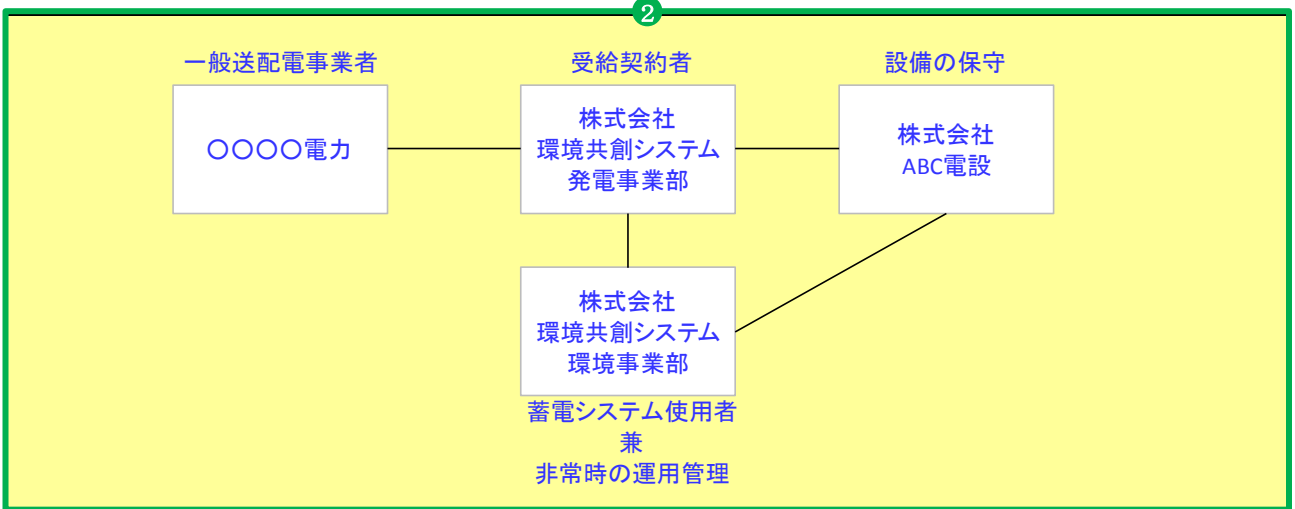 2
一般送配電事業者
〇〇〇〇電力
受給契約者
株式会社
環境共創システム
発電事業部
設備の保守
株式会社
ABC電設
株式会社
環境共創システム
環境事業部
蓄電システム使用者
兼
非常時の運用管理